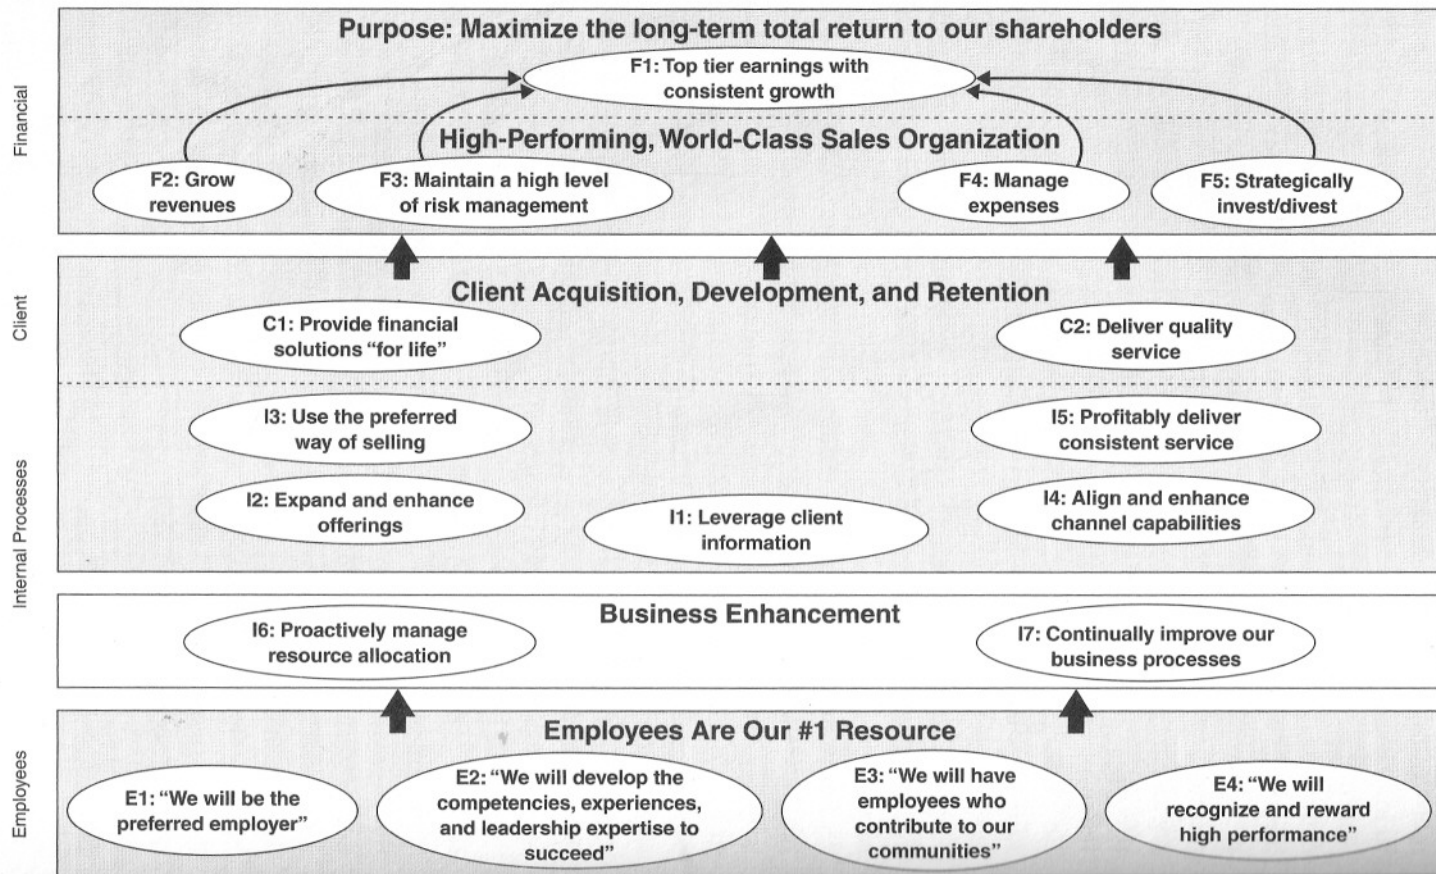 Purpose: Maximize the long-term total return to our shareholders
F1: Top tier earnings with
consistent growth
Financial
High-Performing, World-Class Sales Organization
F2: Grow
revenues
F3: Maintain a high level
of risk management
F4: Manage
expenses
F5: Strategically
invest/divest
Client
Client Acquisition, Development, and Retention
C1: Provide financial
solutions “for life”
C2: Deliver quality
service
Internal Processes
I3: Use the preferred
way of selling
I5: Profitably deliver
consistent service
I2: Expand and enhance
offerings
I1: Leverage client
information
I4: Align and enhance
channel capabilities
Business Enhancement
I6: Proactively manage
resource allocation
I7: Continually improve our
business processes
Employees
Employees Are Our #1 Resource
E1: “We will be the
preferred employer”
E2: “We will develop the
competencies, experiences,
and leadership expertise to
succeed”
E3: “We will have
employees who
contribute to our
communities”
E4: “We will
recognize and reward
high performance”